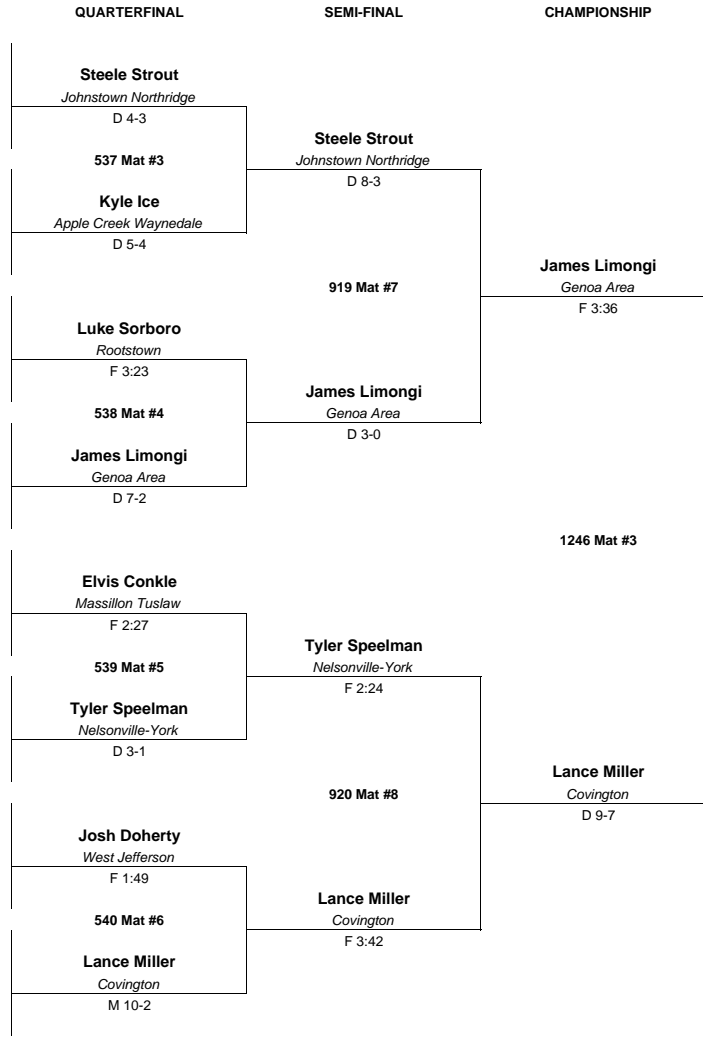 QUARTERFINAL SEMI-FINAL CHAMPIONSHIP
Steele Strout
Johnstown Northridge
D 4-3
Steele Strout
537 Mat #3 Johnstown Northridge
D 8-3
Kyle Ice
Apple Creek Waynedale
D 5-4
James Limongi
919 Mat #7 Genoa Area
F 3:36
Luke Sorboro
Rootstown
F 3:23
James Limongi
538 Mat #4 Genoa Area
D 3-0
James Limongi
Genoa Area
D 7-2
1246 Mat #3
Elvis Conkle
Massillon Tuslaw
F 2:27
Tyler Speelman
539 Mat #5 Nelsonville-York
F 2:24
Tyler Speelman
Nelsonville-York
D 3-1
Lance Miller
920 Mat #8 Covington
D 9-7
Josh Doherty
West Jefferson
F 1:49
Lance Miller
540 Mat #6 Covington
F 3:42
Lance Miller
Covington
M 10-2